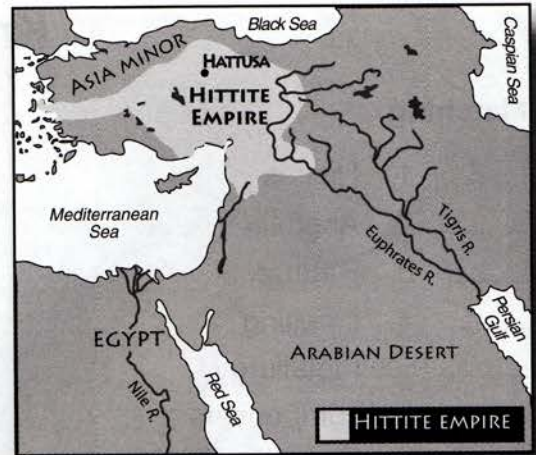 Black Sea
Caspian Sea
ASIA MINOR
HATTUSA
HITTITE
EMPIRE
Mediterranean
Sea
Tigris R.
Euphrates R.
Persian
Gulf
EGYPT
ARABIAN DESERT
Nile R.
Red Sea
HITTITE EMPIRE